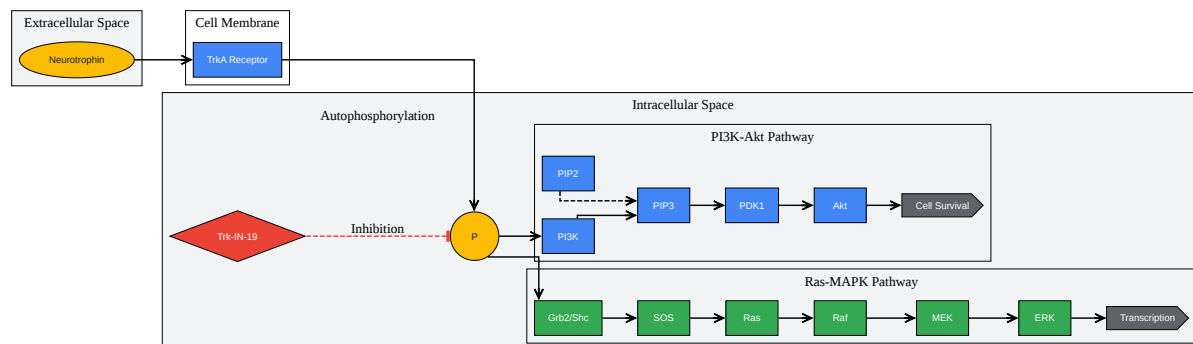 Extracellular Space
Neurotrophin
Cell Membrane
TrkA Receptor
Intracellular Space
Autophosphorylation
PI3K-Akt Pathway
PIP2
PIP3
PDK1
Akt
Cell Survival
Trk-IN-19
Inhibition
P
PI3K
Ras-MAPK Pathway
Grb2/Shc
SOS
Ras
Raf
MEK
ERK
Transcription